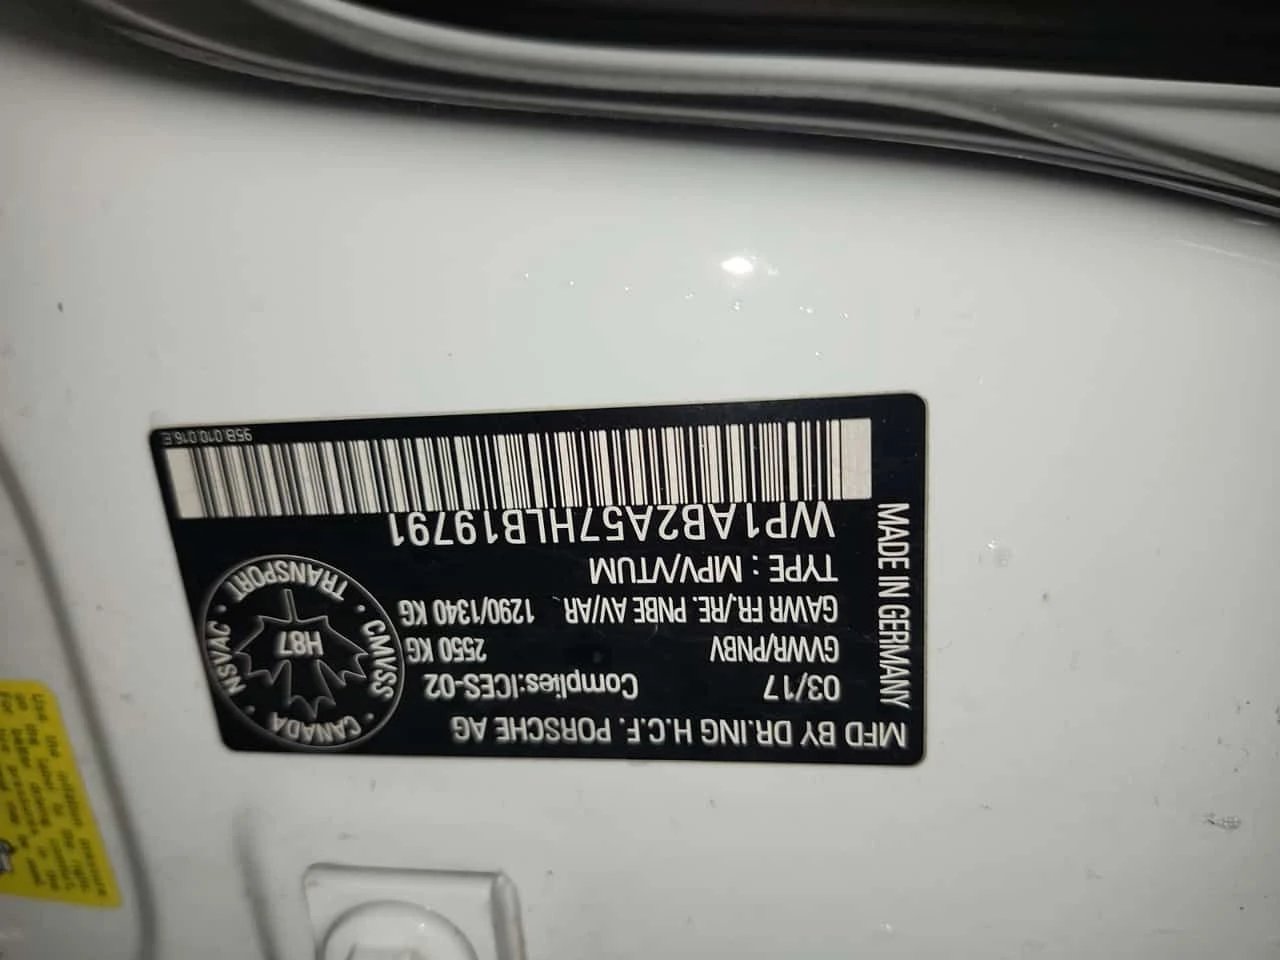 MFD BY DR.ING H.C.F. PORSCHE AG
03/17 Complies:ICES-02
GVWR/PNBV 2550 KG
GAWR FR./RE. PNBE AV/AR 1290/1340 KG
TYPE : MPV/VTUM
WP1AB2A57HLB19791
MADE IN GERMANY
95B.010.016.E
CANADA · CMVSS · TRANSPORT · NSVAC ·
H87